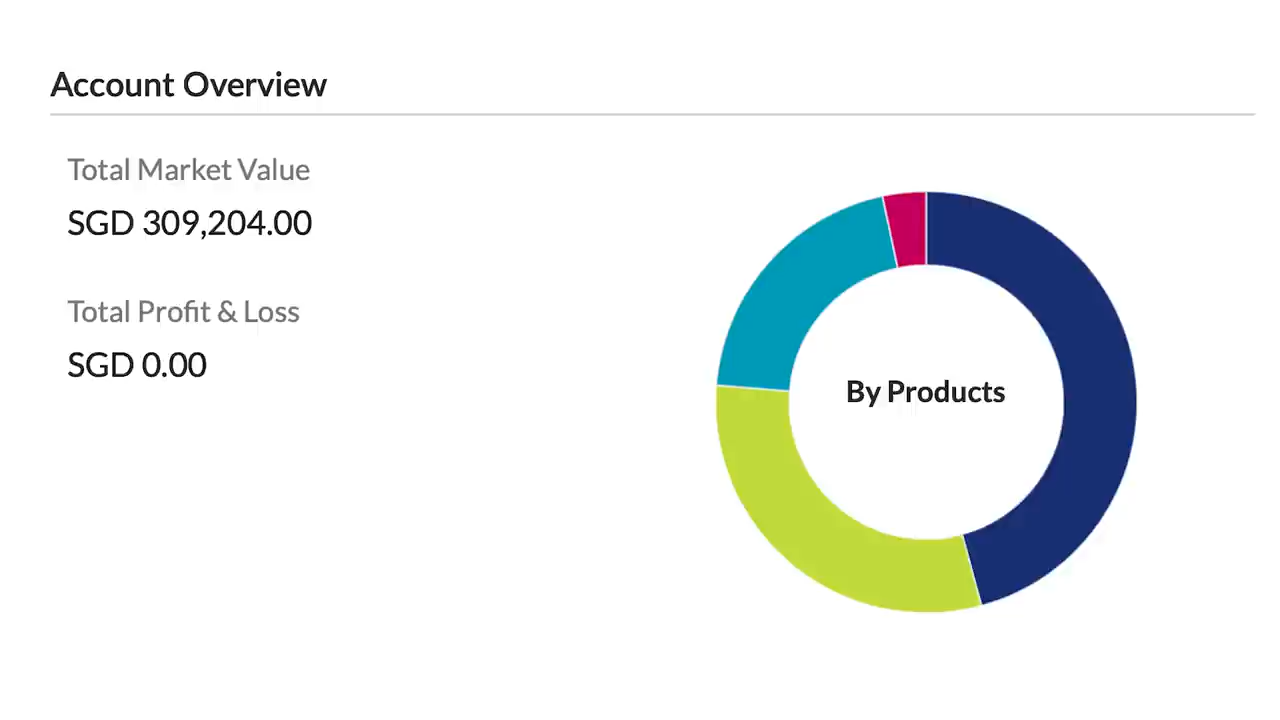 Account Overview
Total Market Value
SGD 309,204.00
Total Profit & Loss
SGD 0.00
By Products